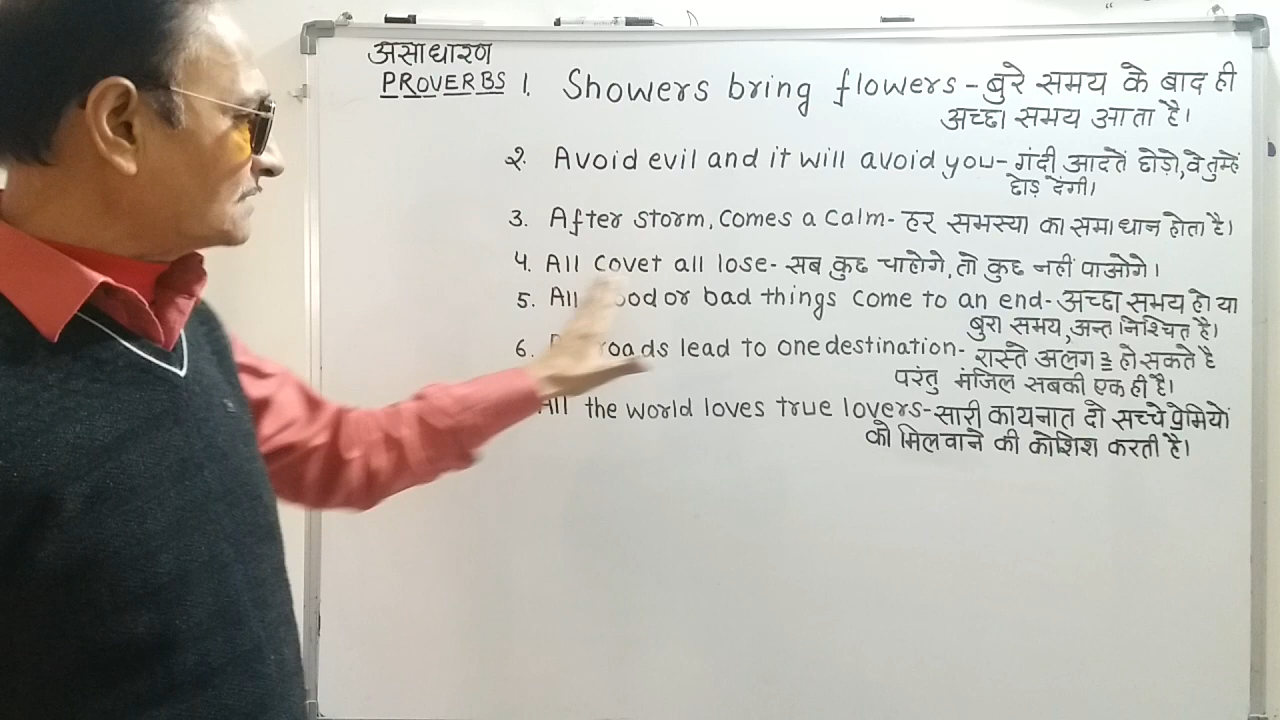 असाधारण
PROVERBS 1. Showers bring flowers - बुरे समय के बाद ही
अच्छा समय आता है।
२. Avoid evil and it will avoid you - गंदी आदतें छोड़ो, वे तुम्हें
छोड़ देंगी।
3. After storm, comes a calm - हर समस्या का समाधान होता है।
4. All covet all lose - सब कुछ चाहोगे, तो कुछ नहीं पाओगे।
5. All or bad things come to an end - अच्छा समय हो या
बुरा समय, अन्त निश्चित है।
6. roads lead to one destination - रास्ते अलग २ हो सकते है
परंतु मंजिल सबकी एक ही है।
All the world loves true lovers - सारी कायनात दो सच्चे प्रेमियों
को मिलवाने की कोशिश करती है।